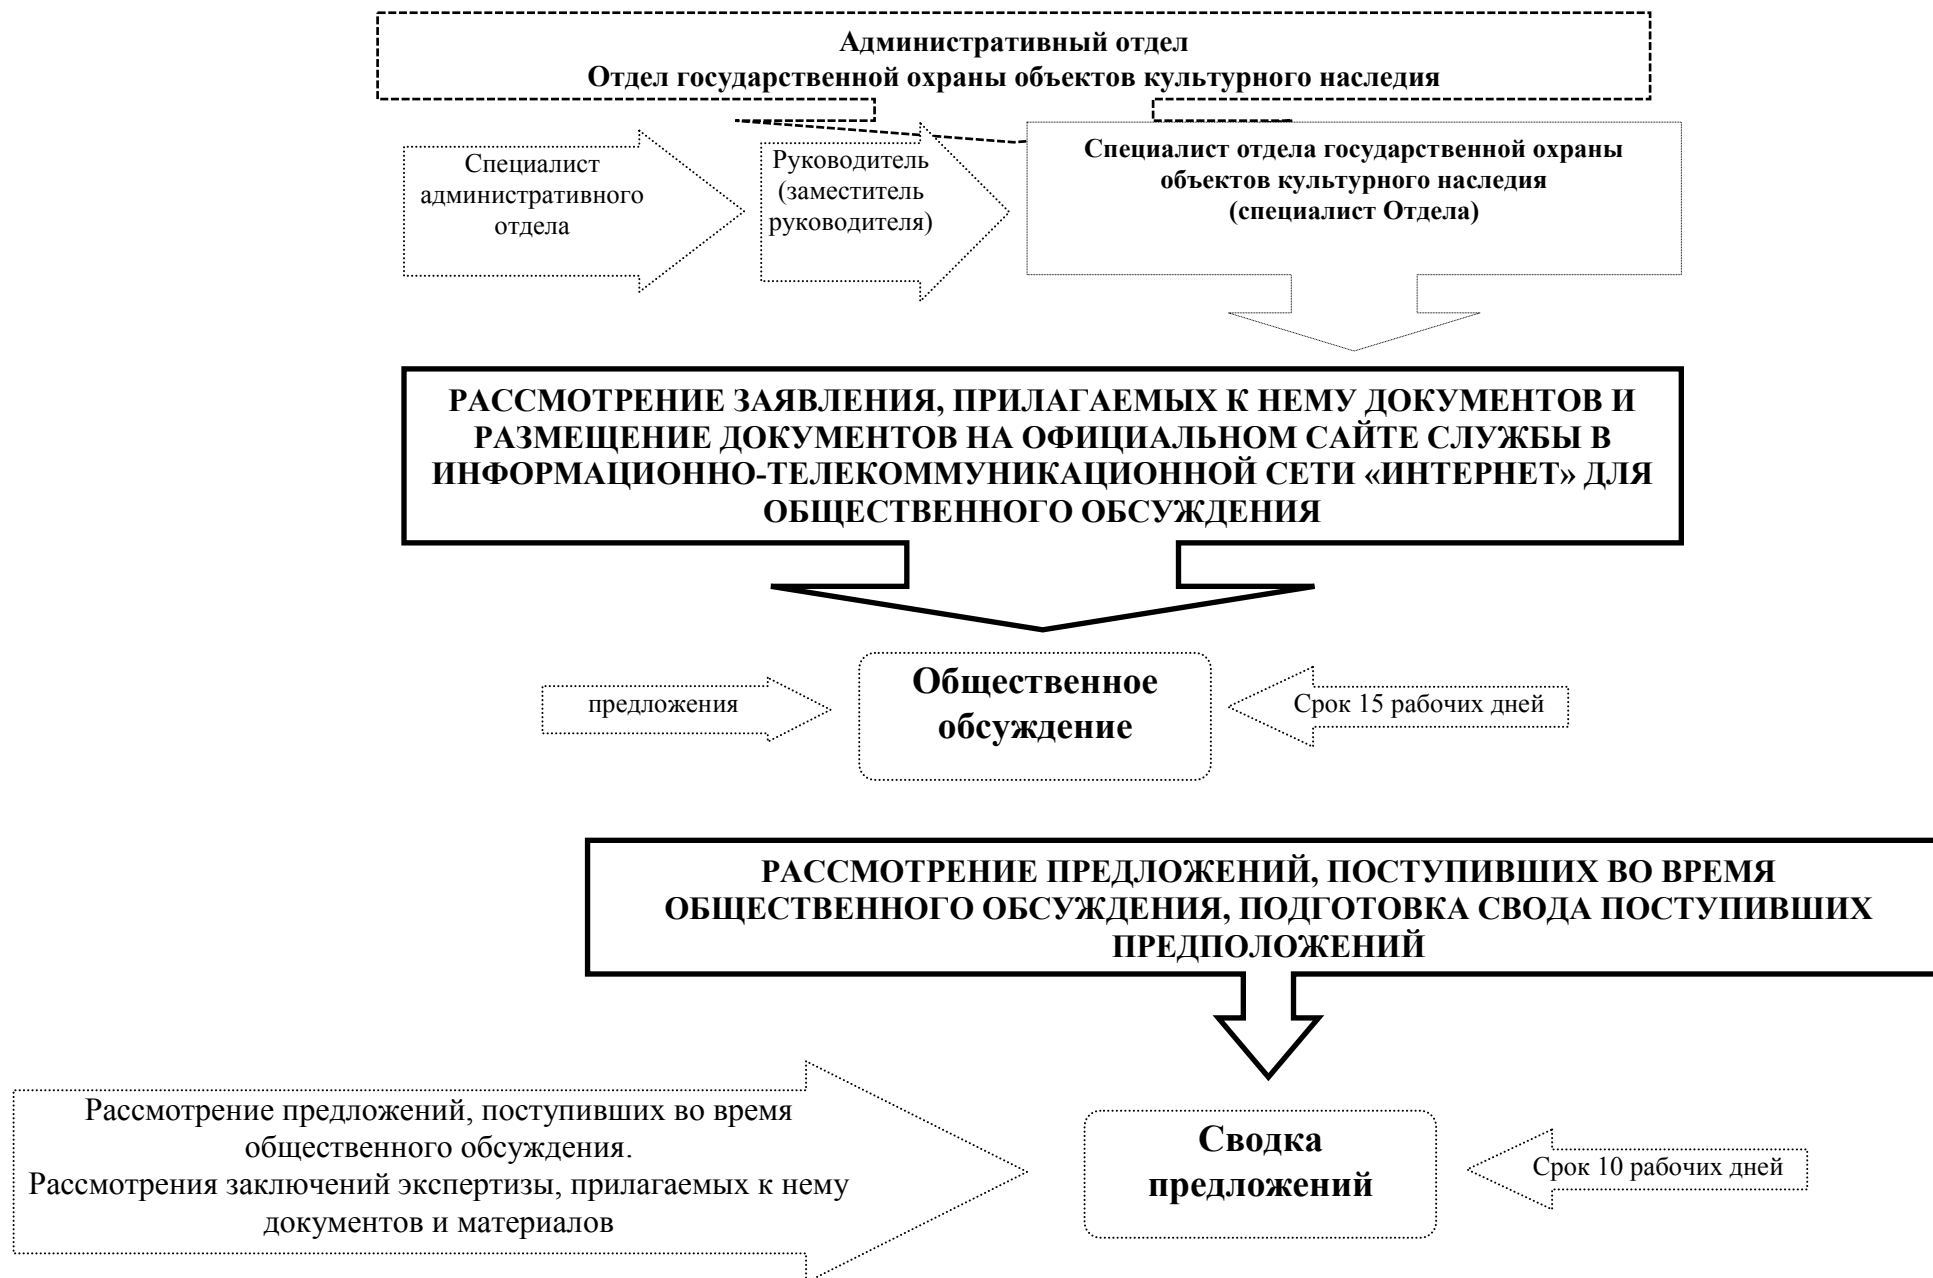 Административный отдел
Отдел государственной охраны объектов культурного наследия
Специалист
административного
отдела
Руководитель
(заместитель
руководителя)
Специалист отдела государственной охраны
объектов культурного наследия
(специалист Отдела)
РАССМОТРЕНИЕ ЗАЯВЛЕНИЯ, ПРИЛАГАЕМЫХ К НЕМУ ДОКУМЕНТОВ И
РАЗМЕЩЕНИЕ ДОКУМЕНТОВ НА ОФИЦИАЛЬНОМ САЙТЕ СЛУЖБЫ В
ИНФОРМАЦИОННО-ТЕЛЕКОММУНИКАЦИОННОЙ СЕТИ «ИНТЕРНЕТ» ДЛЯ
ОБЩЕСТВЕННОГО ОБСУЖДЕНИЯ
предложения
Общественное
обсуждение
Срок 15 рабочих дней
РАССМОТРЕНИЕ ПРЕДЛОЖЕНИЙ, ПОСТУПИВШИХ ВО ВРЕМЯ
ОБЩЕСТВЕННОГО ОБСУЖДЕНИЯ, ПОДГОТОВКА СВОДА ПОСТУПИВШИХ
ПРЕДПОЛОЖЕНИЙ
Рассмотрение предложений, поступивших во время
общественного обсуждения.
Рассмотрения заключений экспертизы, прилагаемых к нему
документов и материалов
Сводка
предложений
Срок 10 рабочих дней